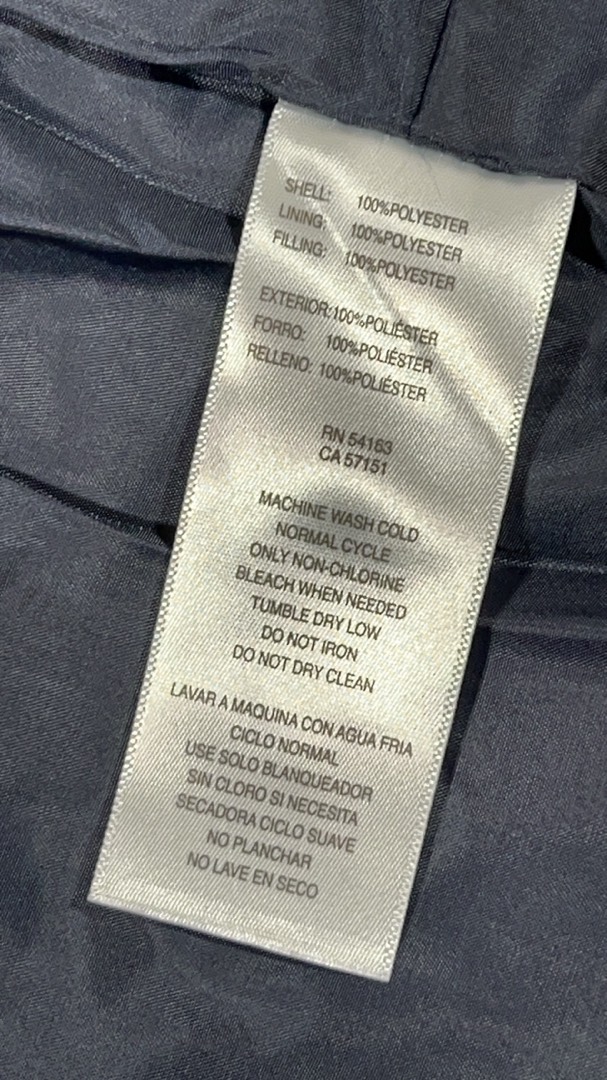 SHELL: 100%POLYESTER
LINING: 100%POLYESTER
FILLING: 100%POLYESTER
EXTERIOR:100%POLIÉSTER
FORRO: 100%POLIÉSTER
RELLENO: 100%POLIÉSTER
RN 54163
CA 57151
MACHINE WASH COLD
NORMAL CYCLE
ONLY NON-CHLORINE
BLEACH WHEN NEEDED
TUMBLE DRY LOW
DO NOT IRON
DO NOT DRY CLEAN
LAVAR A MAQUINA CON AGUA FRIA
CICLO NORMAL
USE SOLO BLANQUEADOR
SIN CLORO SI NECESITA
SECADORA CICLO SUAVE
NO PLANCHAR
NO LAVE EN SECO